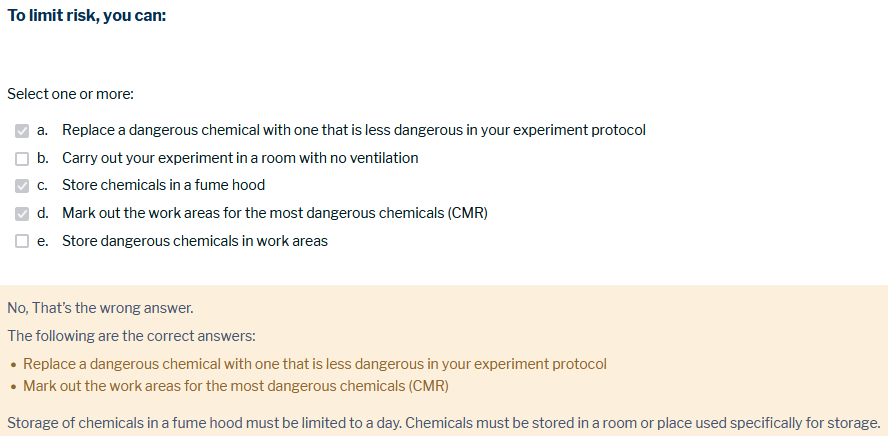 To limit risk, you can:
Select one or more:
a. Replace a dangerous chemical with one that is less dangerous in your experiment protocol
b. Carry out your experiment in a room with no ventilation
c. Store chemicals in a fume hood
d. Mark out the work areas for the most dangerous chemicals (CMR)
e. Store dangerous chemicals in work areas
No, That's the wrong answer.
The following are the correct answers:
• Replace a dangerous chemical with one that is less dangerous in your experiment protocol
• Mark out the work areas for the most dangerous chemicals (CMR)
Storage of chemicals in a fume hood must be limited to a day. Chemicals must be stored in a room or place used specifically for storage.